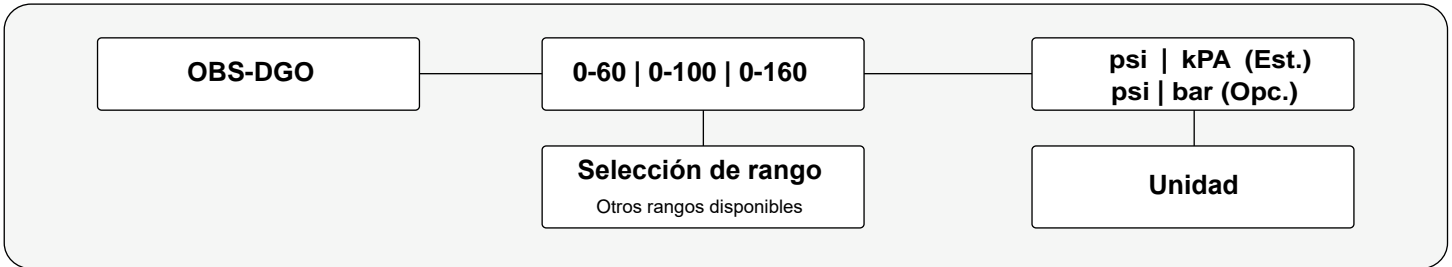 OBS-DGO
0-60 | 0-100 | 0-160
psi | kPA (Est.)
psi | bar (Opc.)
Selección de rango
Otros rangos disponibles
Unidad